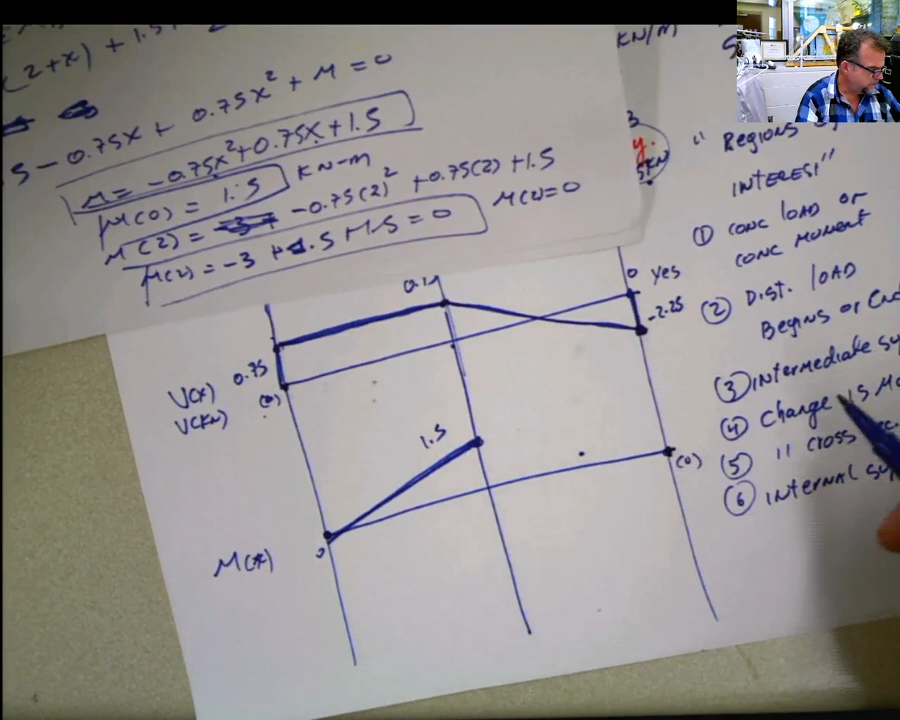 (2+x) + 1.5
.5 - 0.75x + 0.75x² + M = 0
M = -0.75x² + 0.75x + 1.5
M(0) = 1.5 KN-m
M(2) = -0.75(2)² + 0.75(2) + 1.5
M(2) = -3 + 1.5 + 1.5 = 0
M(2)=0
KN/m
"Regions
INTEREST"
① CONC LOAD or
CONC MOMENT
② DIST. LOAD
Begins or End
③ INTERMEDIATE
④ Change is
⑤ " CROSS
⑥ INTERNAL
0 yes
-2.25
0.75
V(x)
V(KN)
(0)
1.5
(0)
0
M(x)